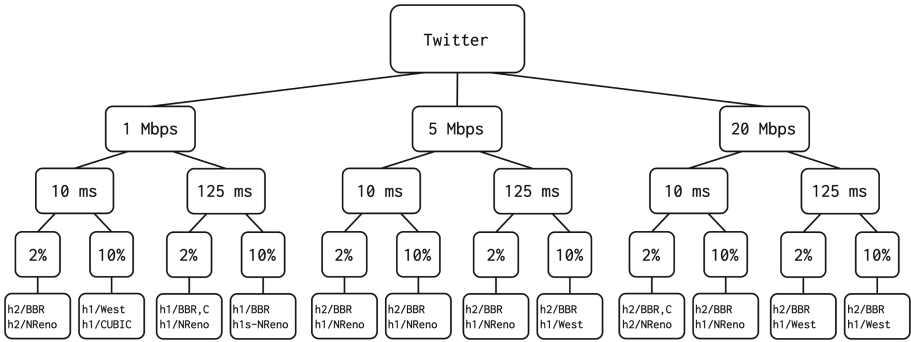 Twitter
1 Mbps
5 Mbps
20 Mbps
10 ms
125 ms
10 ms
125 ms
10 ms
125 ms
2%
10%
2%
10%
2%
10%
2%
10%
2%
10%
2%
10%
h2/BBR
h2/NReno
h1/West
h1/CUBIC
h1/BBR,C
h1/NReno
h1/BBR
h1s-NReno
h2/BBR
h1/NReno
h2/BBR
h1/NReno
h2/BBR
h1/NReno
h2/BBR
h1/West
h2/BBR,C
h2/NReno
h2/BBR
h1/NReno
h2/BBR
h1/West
h2/BBR
h1/West